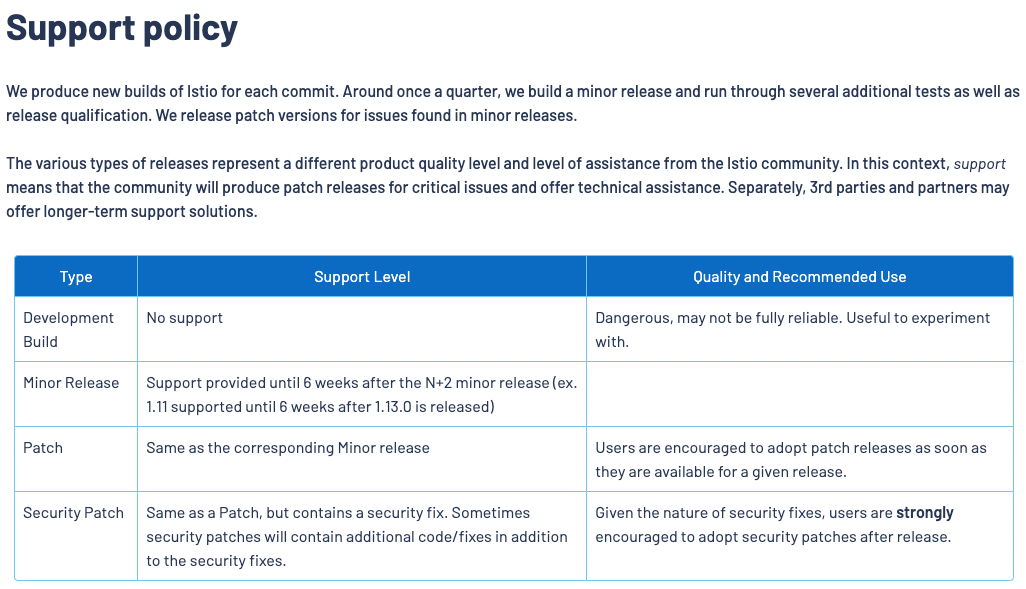 Support policy
We produce new builds of Istio for each commit. Around once a quarter, we build a minor release and run through several additional tests as well as
release qualification. We release patch versions for issues found in minor releases.
The various types of releases represent a different product quality level and level of assistance from the Istio community. In this context, support
means that the community will produce patch releases for critical issues and offer technical assistance. Separately, 3rd parties and partners may
offer longer-term support solutions.
Type
Support Level
Quality and Recommended Use
Development
Build
No support
Dangerous, may not be fully reliable. Useful to experiment
with.
Minor Release
Support provided until 6 weeks after the N+2 minor release (ex.
1.11 supported until 6 weeks after 1.13.0 is released)
Patch
Same as the corresponding Minor release
Users are encouraged to adopt patch releases as soon as
they are available for a given release.
Security Patch
Same as a Patch, but contains a security fix. Sometimes
security patches will contain additional code/fixes in addition
to the security fixes.
Given the nature of security fixes, users are strongly
encouraged to adopt security patches after release.